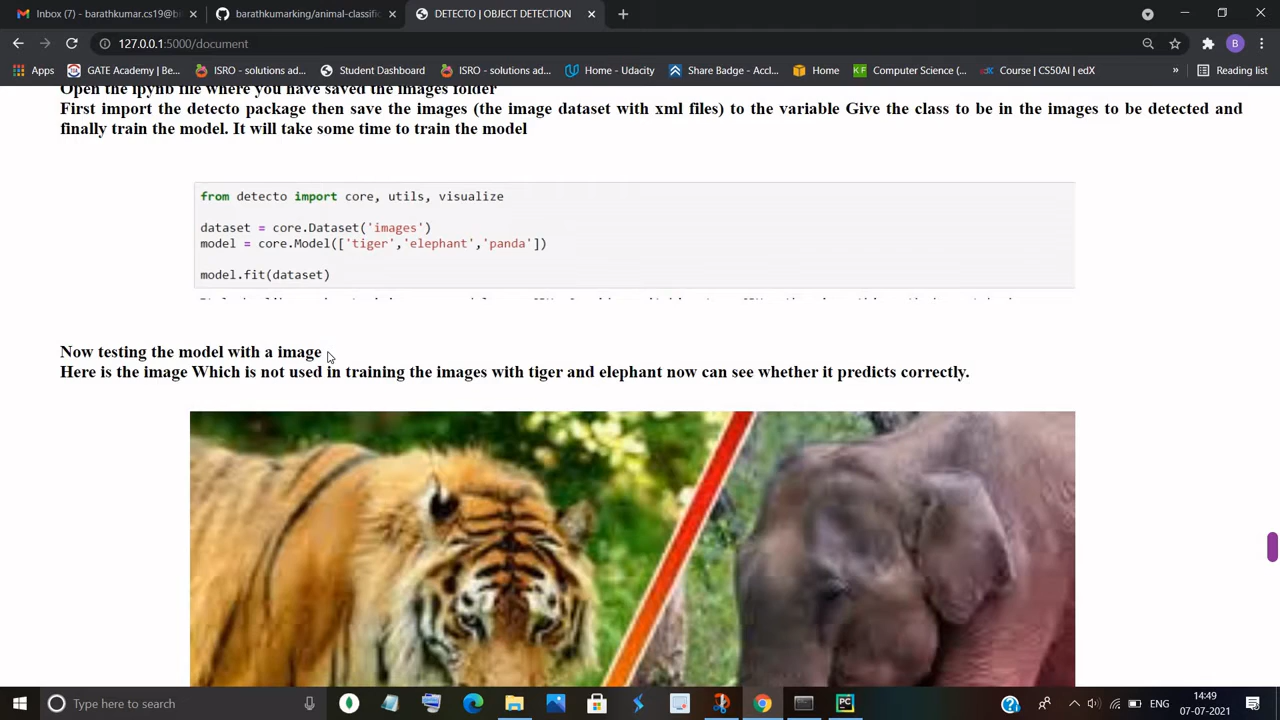 Inbox (7) - barathkumar.cs19@b
barathkumarking/animal-classific
DETECTO | OBJECT DETECTION
127.0.0.1:5000/document
B
Apps
GATE Academy | Be...
ISRO - solutions ad...
Student Dashboard
ISRO - solutions ad...
Home - Udacity
Share Badge - Accl...
Home
Computer Science (...
Course | CS50AI | edX
»
Reading list
Open the ipynb file where you have saved the images folder
First import the detecto package then save the images (the image dataset with xml files) to the variable Give the class to be in the images to be detected and
finally train the model. It will take some time to train the model
from detecto import core, utils, visualize
dataset = core.Dataset('images')
model = core.Model(['tiger','elephant','panda'])
model.fit(dataset)
Now testing the model with a image
Here is the image Which is not used in training the images with tiger and elephant now can see whether it predicts correctly.
Type here to search
ENG
14:49
07-07-2021